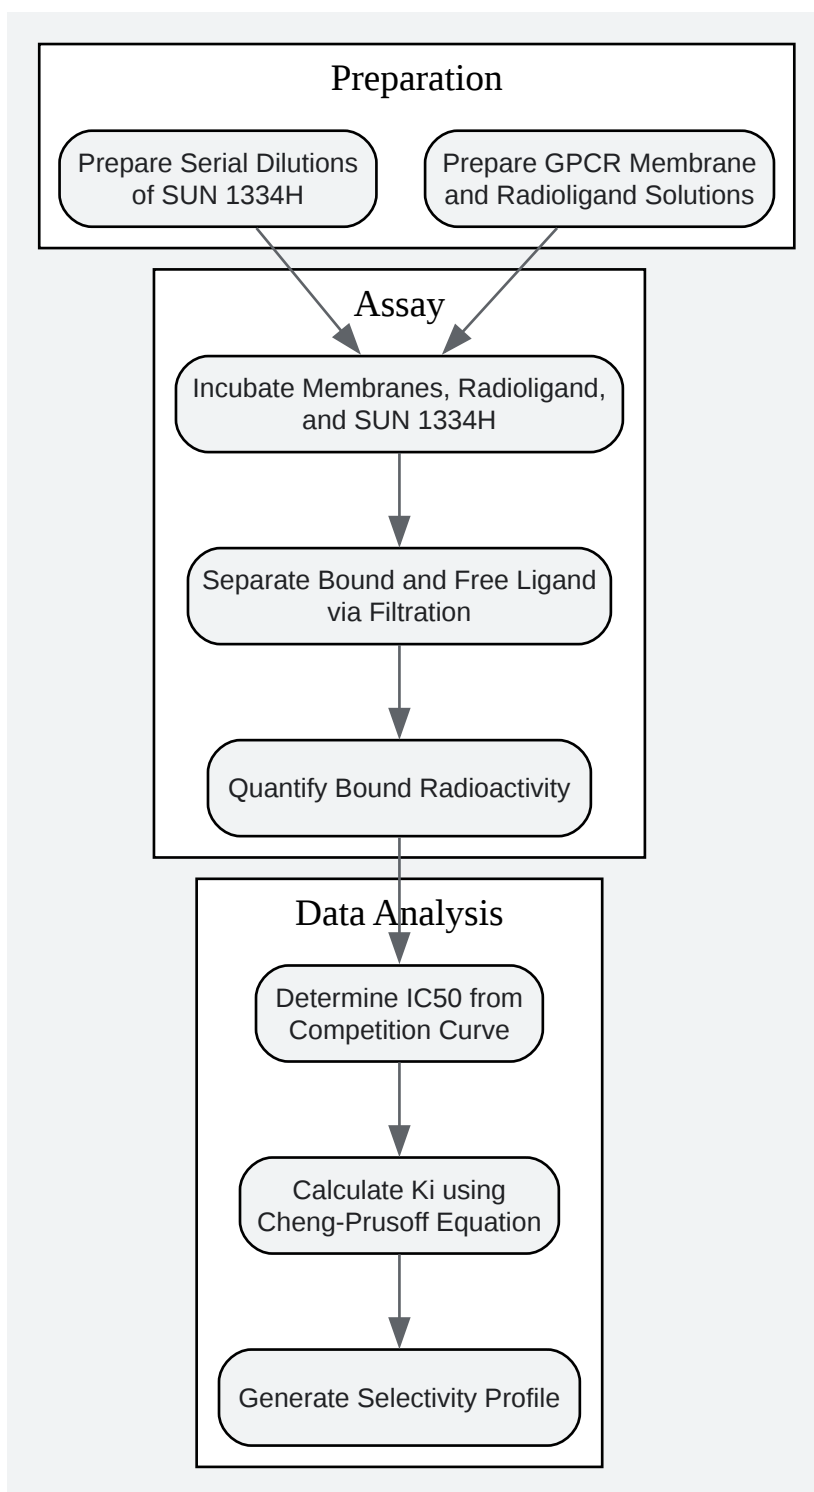 Preparation
Prepare Serial Dilutions
of SUN 1334H
Prepare GPCR Membrane
and Radioligand Solutions
Assay
Incubate Membranes, Radioligand,
and SUN 1334H
Separate Bound and Free Ligand
via Filtration
Quantify Bound Radioactivity
Data Analysis
Determine IC50 from
Competition Curve
Calculate Ki using
Cheng-Prusoff Equation
Generate Selectivity Profile